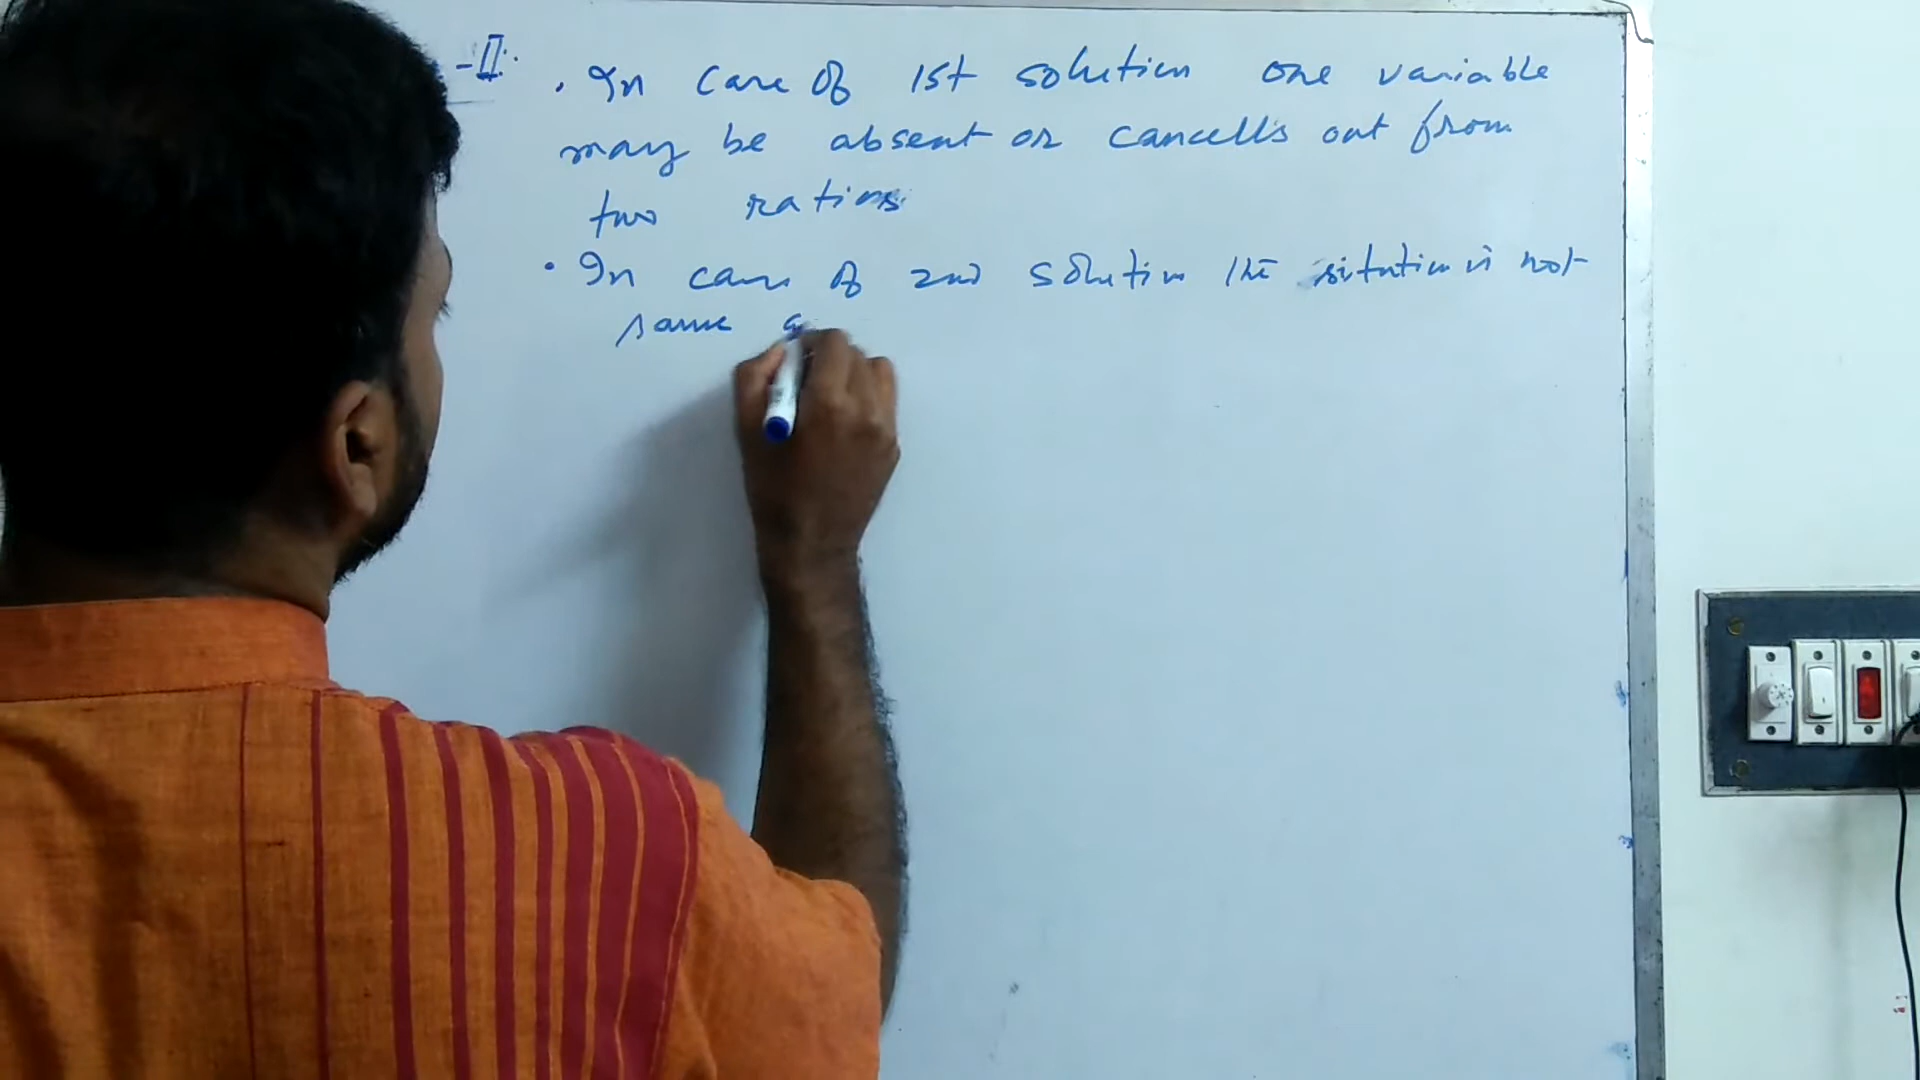 -II:
. In case of 1st solution one variable
may be absent or cancells out from
two ratios
. In case of 2nd solution the situation is not
same a